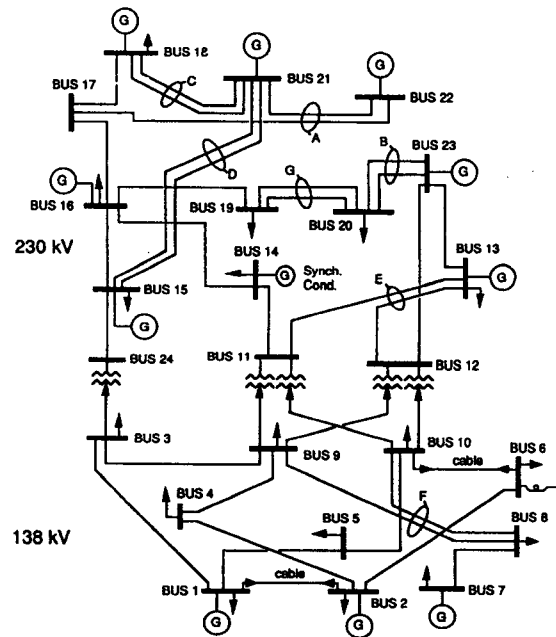 G
G
BUS 18
G
BUS 17
C
BUS 21
BUS 22
A
BUS 23
B
G
D
G
G
BUS 16
BUS 19
BUS 20
BUS 13
230 kV
BUS 14
G
Synch.
Cond.
E
G
BUS 15
G
BUS 24
BUS 11
BUS 12
BUS 3
BUS 9
BUS 10
BUS 6
cable
BUS 4
F
BUS 5
BUS 8
138 kV
BUS 1
cable
BUS 2
BUS 7
G
G
G